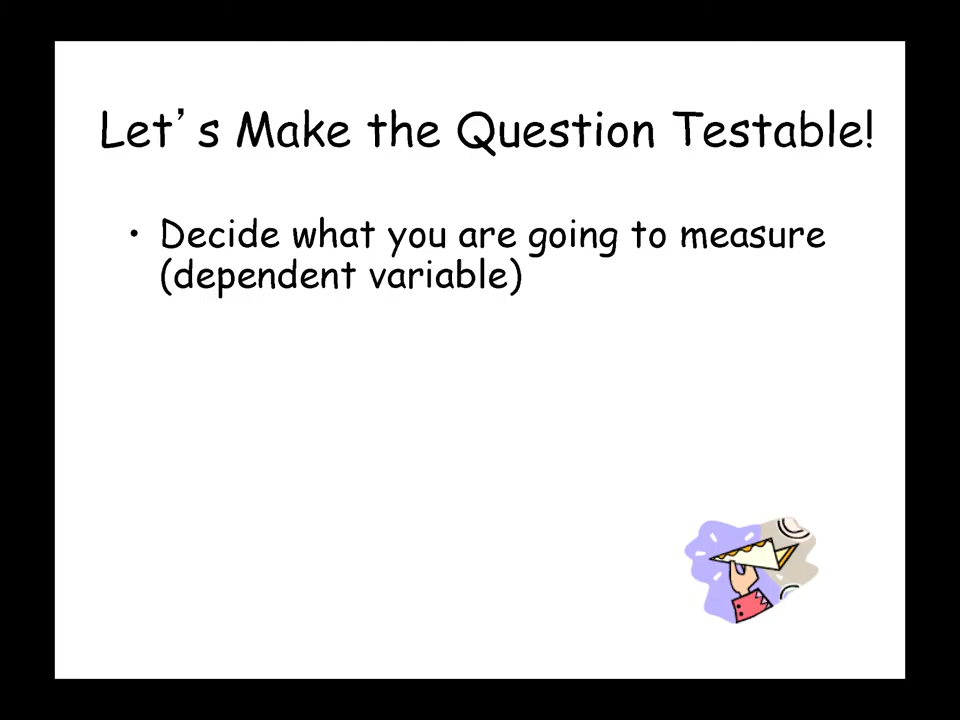 Let’s Make the Question Testable!
• Decide what you are going to measure
(dependent variable)